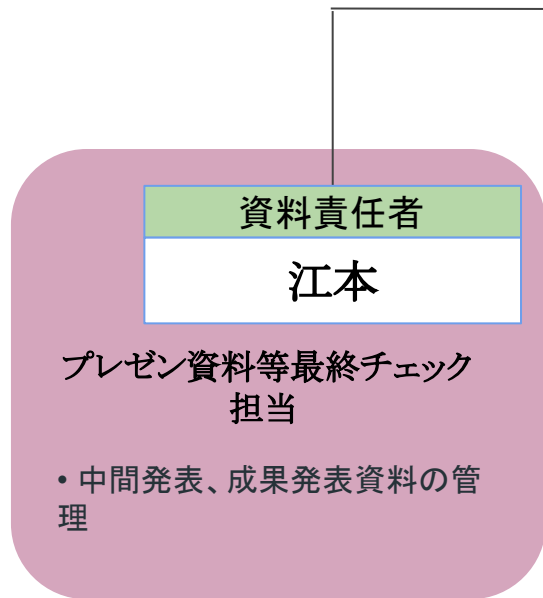 資料責任者
江本
プレゼン資料等最終チェック
担当
• 中間発表、成果発表資料の管
理